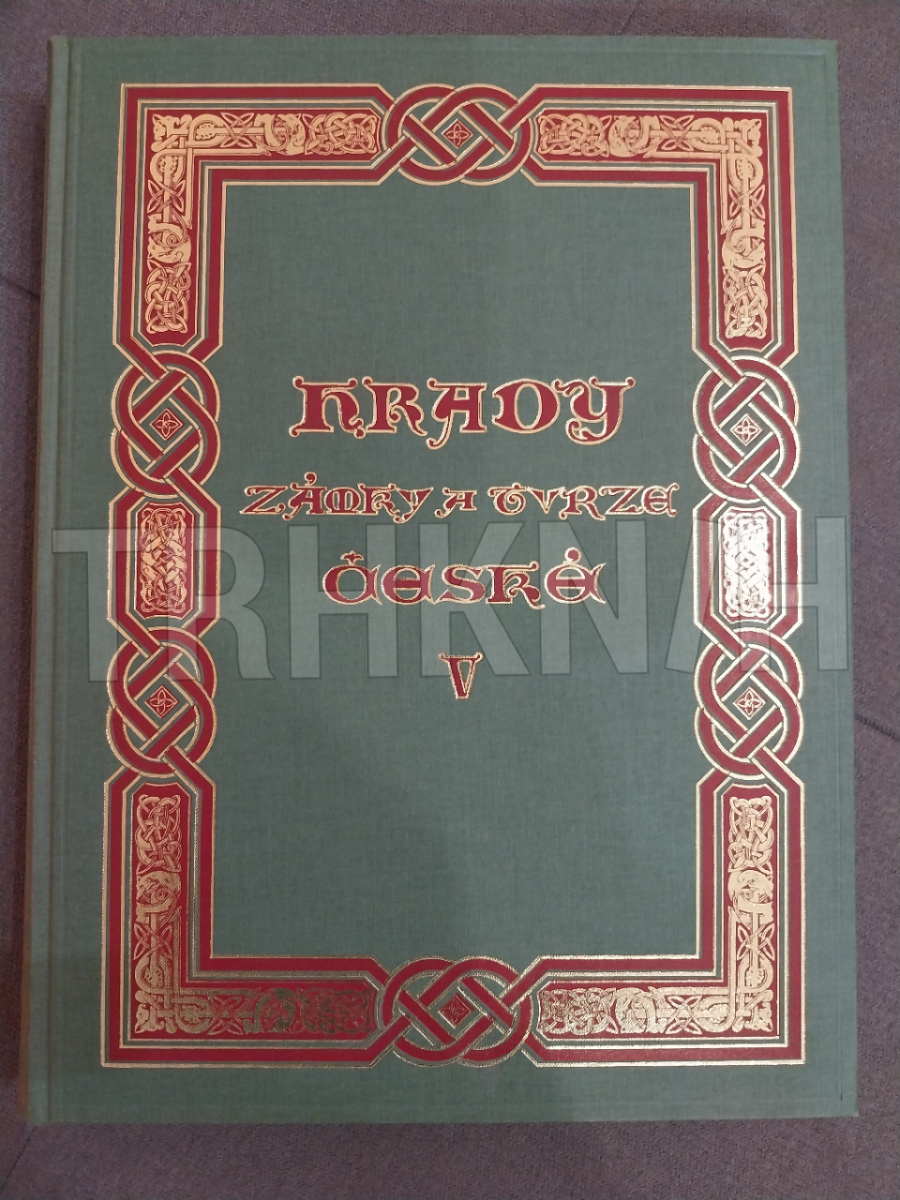 HRADY
ZÁMKY A TVRZE
ČESKÉ
V
TRHKNIH